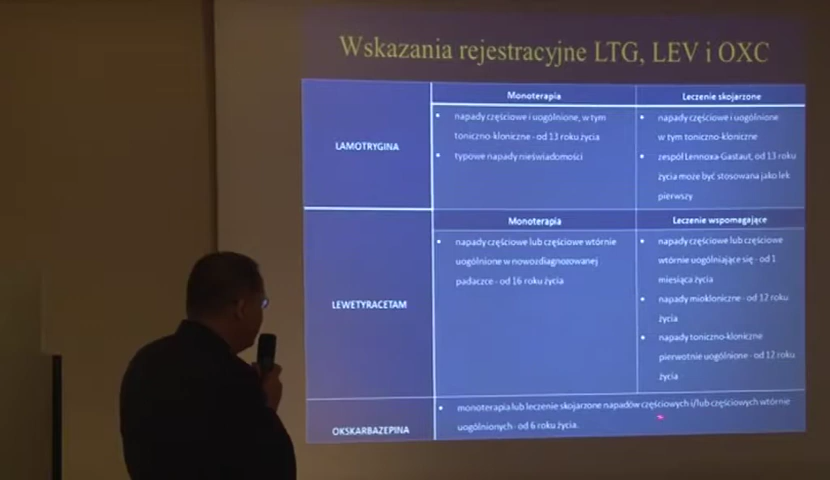 Wskazania rejestracyjne LTG, LEV i OXC
Monoterapia
Leczenie skojarzone
LAMOTRYGINA
• napady częściowe i uogólnione, w tym
toniczno-kloniczne - od 13 roku życia
• typowe napady nieświadomości
• napady częściowe i uogólnione
w tym toniczno-kloniczne
• zespół Lennoxa-Gastaut, od 13 roku
życia może być stosowana jako lek
pierwszy
Monoterapia
Leczenie wspomagające
LEWETYRACETAM
• napady częściowe lub częściowe wtórnie
uogólnione w nowozdiagnozowanej
padaczce - od 16 roku życia
• napady częściowe lub częściowe
wtórnie uogólniające się - od 1
miesiąca życia
• napady miokloniczne - od 12 roku
życia
• napady toniczno-kloniczne
pierwotnie uogólnione - od 12 roku
życia
OKSKARBAZEPINA
• monoterapia lub leczenie skojarzone napadów częściowych i/lub częściowych wtórnie
uogólnionych - od 6 roku życia.